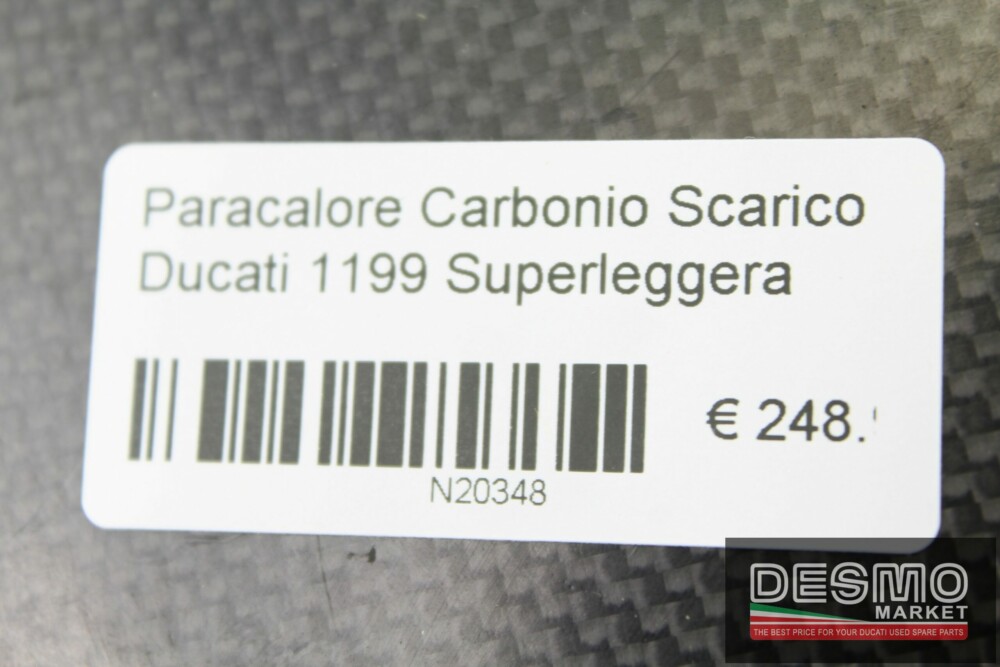 Paracalore Carbonio Scarico
Ducati 1199 Superleggera
€ 248.
N20348
DESMO
MARKET
THE BEST PRICE FOR YOUR DUCATI USED SPARE PARTS